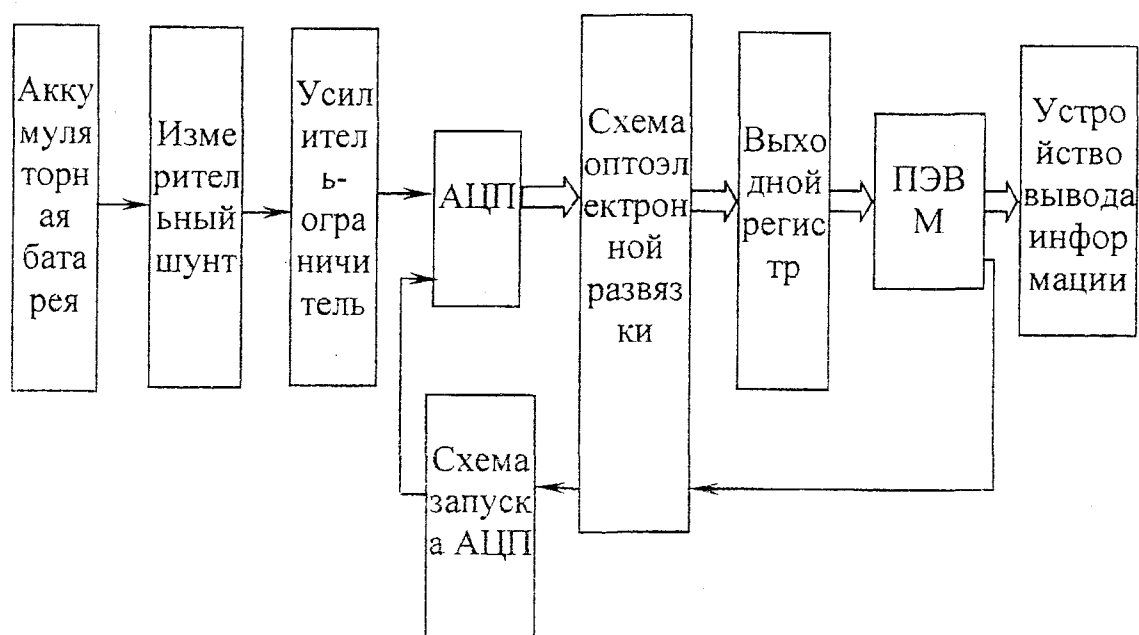 Акку
муля
торн
ая
бата
рея
Изме
рител
ьный
шунт
Усил
ител
ь-
огра
ничи
тель
АЦП
Схема
оптоэл
ектрон
ной
развяз
ки
Выхо
дной
регис
тр
ПЭВ
М
Устро
йство
вывода
инфор
мации
Схема
запуск
а АЦП